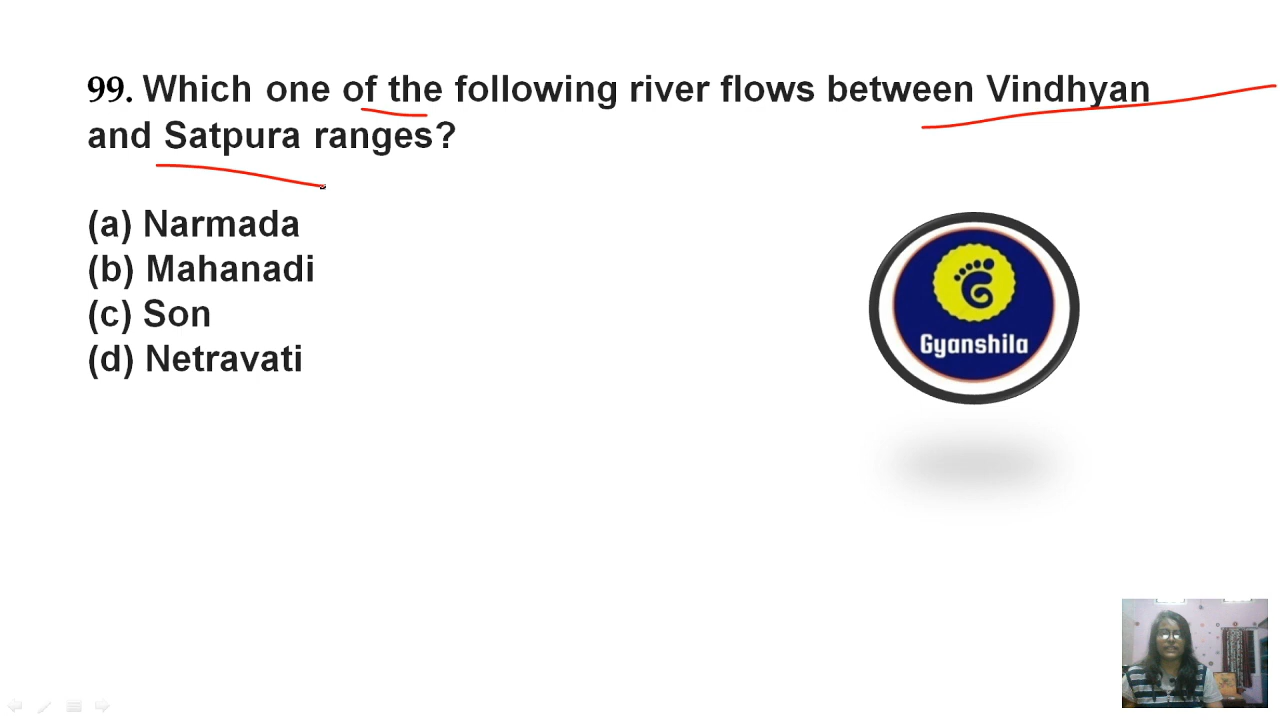 99. Which one of the following river flows between Vindhyan
and Satpura ranges?
(a) Narmada
(b) Mahanadi
(c) Son
(d) Netravati
Gyanshila